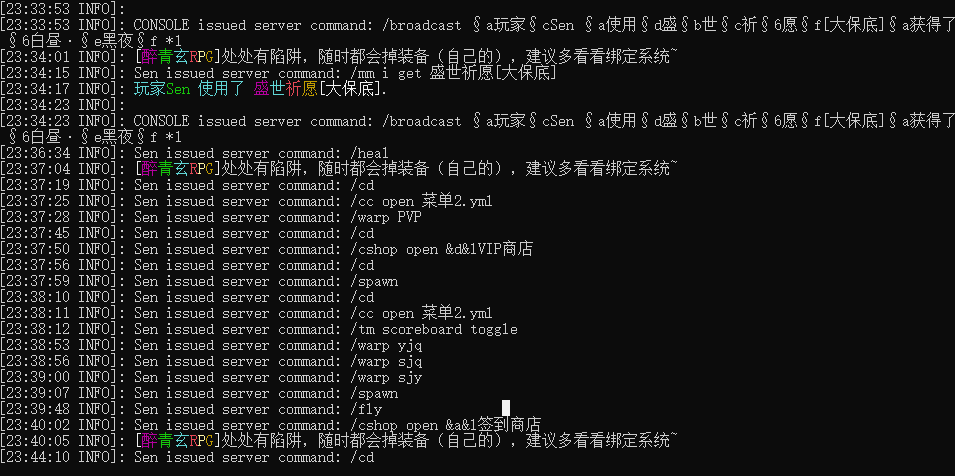 [23:33:53 INFO]:
[23:33:53 INFO]: CONSOLE issued server command: /broadcast §a玩家§cSen §a使用§d盛§b世§c祈§6愿§f[大保底]§a获得了
§6白昼·§e黑夜§f *1
[23:34:01 INFO]: [醉青玄RPG]处处有陷阱，随时都会掉装备（自己的），建议多看看绑定系统~
[23:34:15 INFO]: Sen issued server command: /mm i get 盛世祈愿[大保底]
[23:34:17 INFO]: 玩家Sen 使用了 盛世祈愿[大保底].
[23:34:23 INFO]:
[23:34:23 INFO]: CONSOLE issued server command: /broadcast §a玩家§cSen §a使用§d盛§b世§c祈§6愿§f[大保底]§a获得了
§6白昼·§e黑夜§f *1
[23:36:34 INFO]: Sen issued server command: /heal
[23:37:04 INFO]: [醉青玄RPG]处处有陷阱，随时都会掉装备（自己的），建议多看看绑定系统~
[23:37:19 INFO]: Sen issued server command: /cd
[23:37:25 INFO]: Sen issued server command: /cc open 菜单2.yml
[23:37:28 INFO]: Sen issued server command: /warp PVP
[23:37:45 INFO]: Sen issued server command: /cd
[23:37:50 INFO]: Sen issued server command: /cshop open &d&lVIP商店
[23:37:56 INFO]: Sen issued server command: /cd
[23:37:59 INFO]: Sen issued server command: /spawn
[23:38:10 INFO]: Sen issued server command: /cd
[23:38:11 INFO]: Sen issued server command: /cc open 菜单2.yml
[23:38:12 INFO]: Sen issued server command: /tm scoreboard toggle
[23:38:53 INFO]: Sen issued server command: /warp yjq
[23:38:56 INFO]: Sen issued server command: /warp sjq
[23:39:00 INFO]: Sen issued server command: /warp sjy
[23:39:07 INFO]: Sen issued server command: /spawn
[23:39:48 INFO]: Sen issued server command: /fly
[23:40:02 INFO]: Sen issued server command: /cshop open &a&l签到商店
[23:40:05 INFO]: [醉青玄RPG]处处有陷阱，随时都会掉装备（自己的），建议多看看绑定系统~
[23:44:10 INFO]: Sen issued server command: /cd